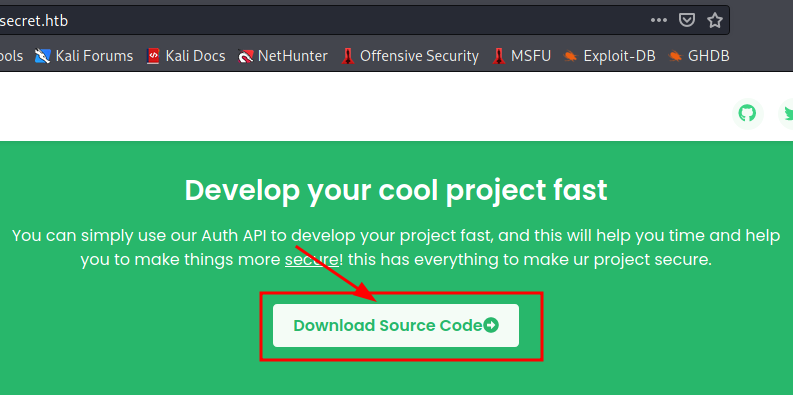 secret.htb
ools Kali Forums Kali Docs NetHunter Offensive Security MSFU Exploit-DB GHDB
Develop your cool project fast
You can simply use our Auth API to develop your project fast, and this will help you time and help
you to make things more secure! this has everything to make ur project secure.
Download Source Code